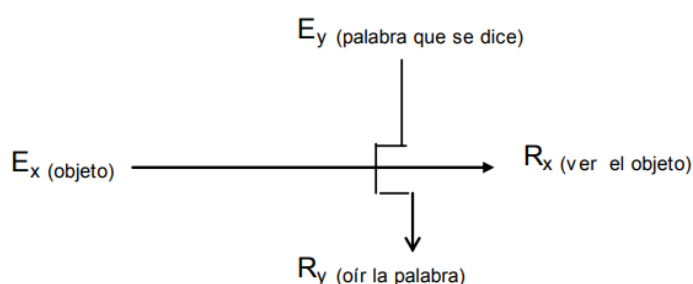 Ey (palabra que se dice)
Ex (objeto)
Rx (ver el objeto)
Ry (oír la palabra)